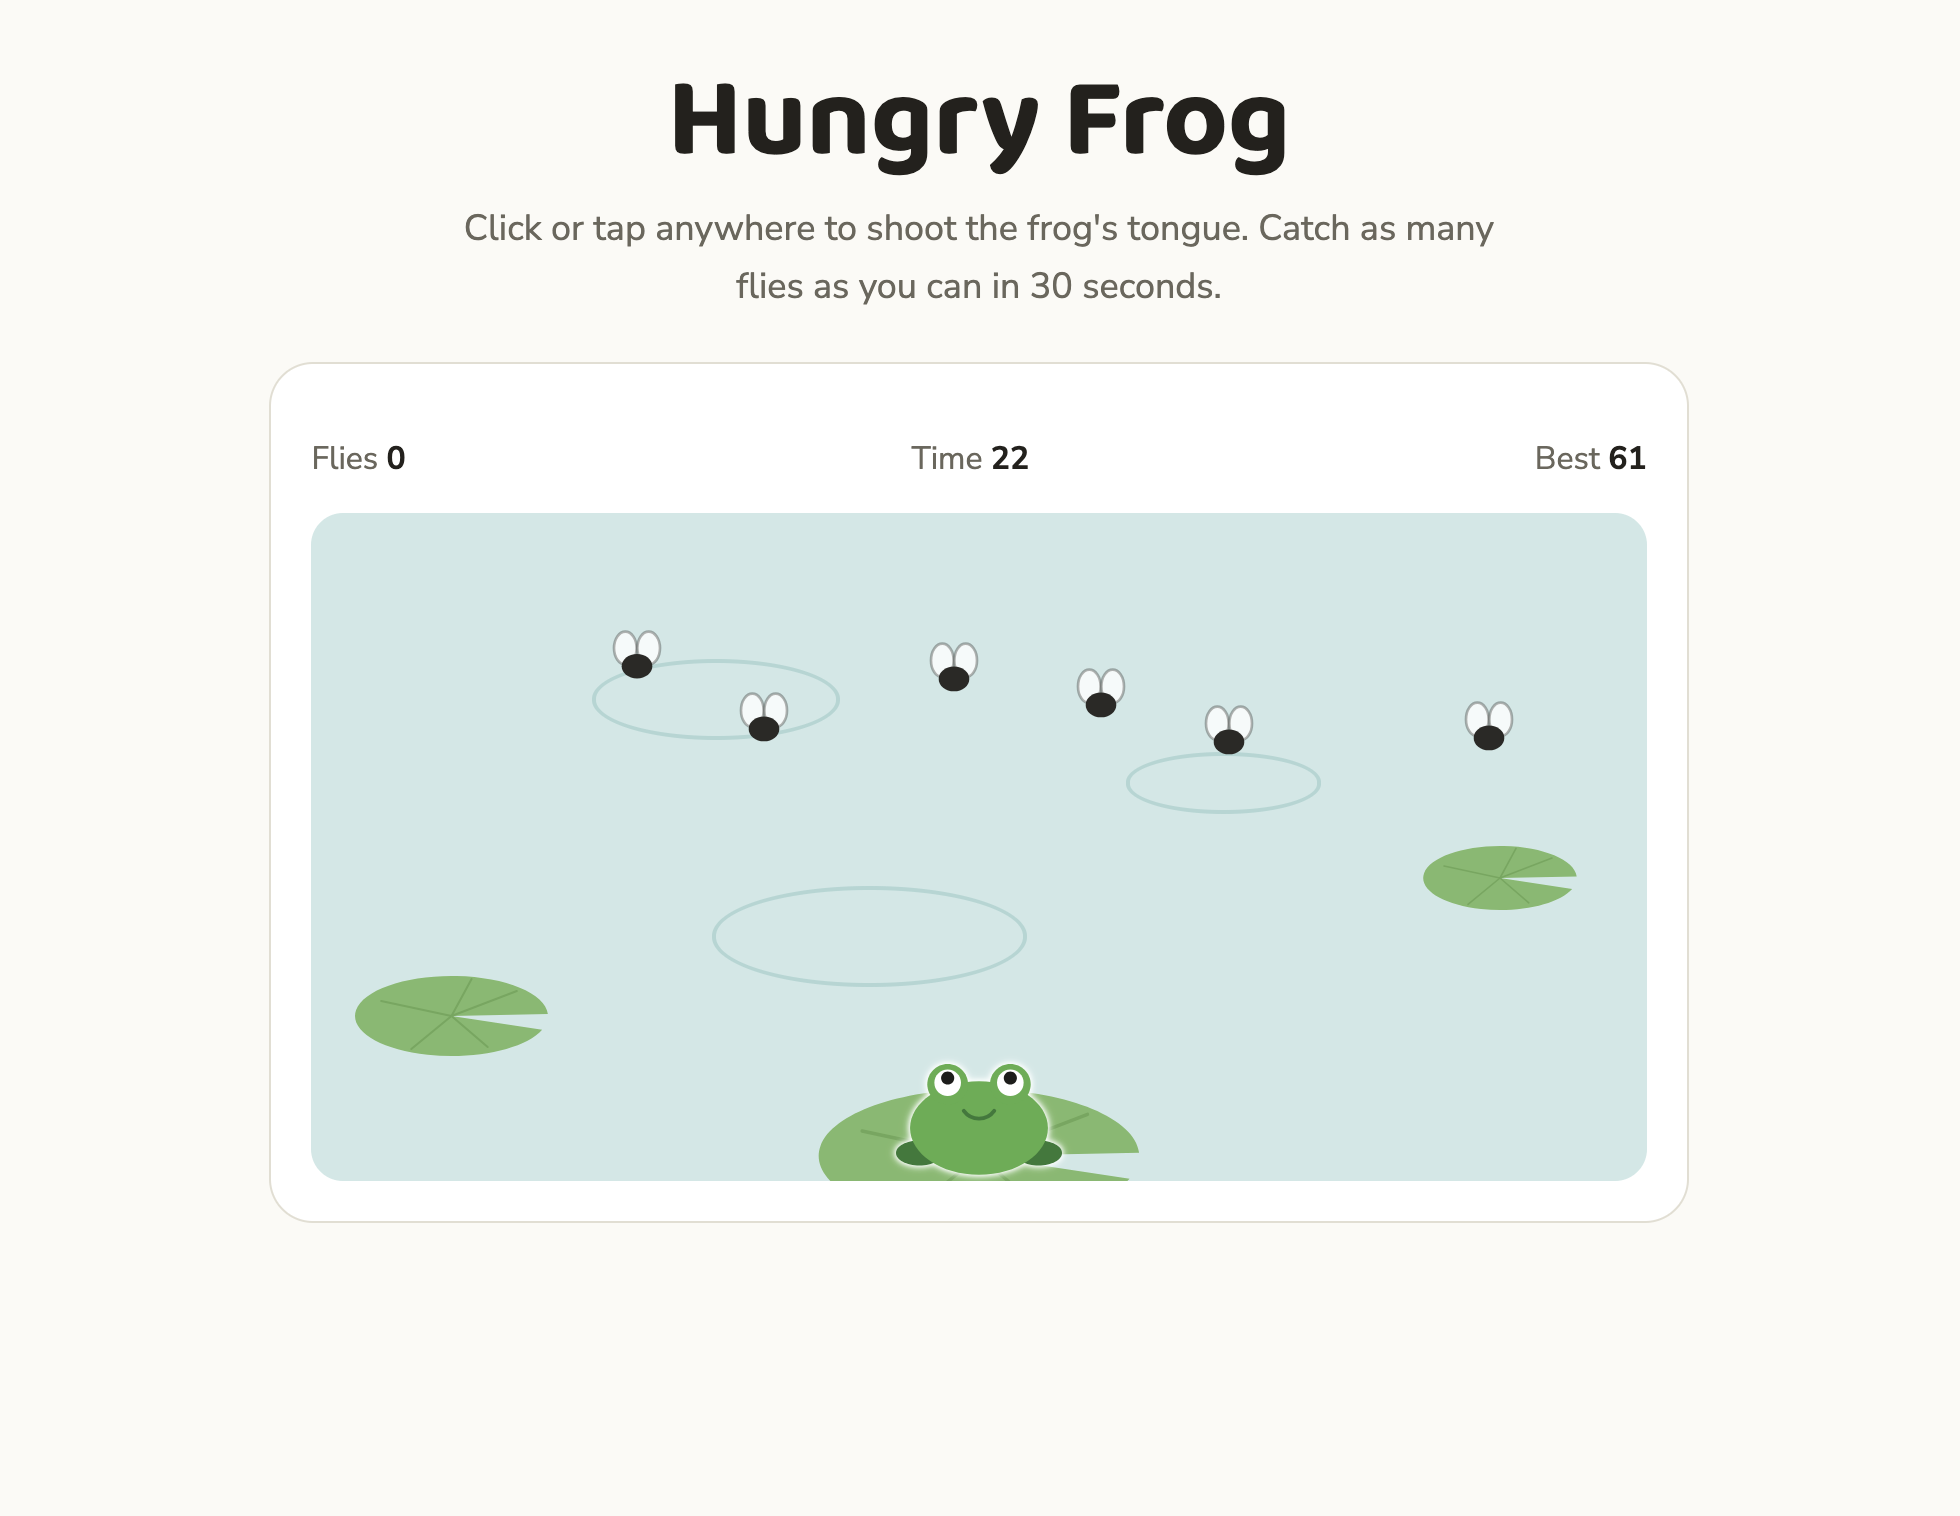 Hungry Frog
Click or tap anywhere to shoot the frog's tongue. Catch as many
flies as you can in 30 seconds.
Flies 0 Time 22 Best 61